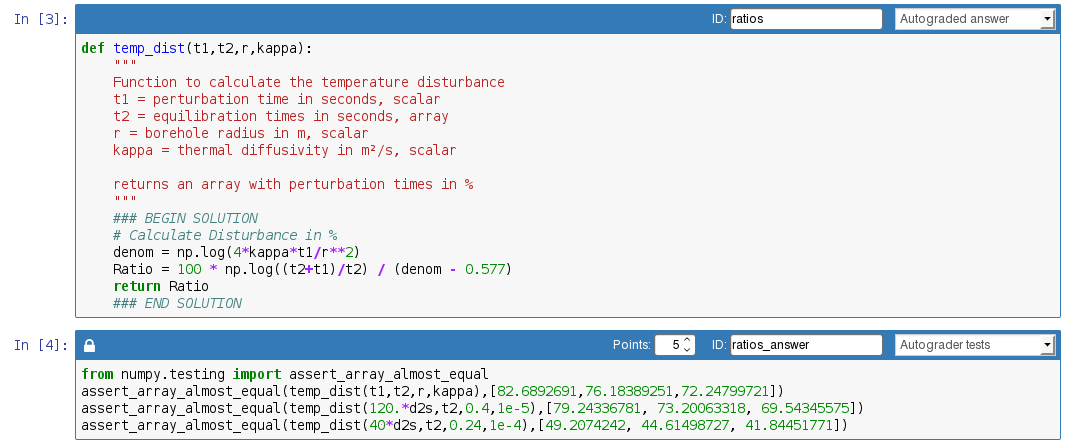 In [3]: ID: ratios Autograded answer
def temp_dist(t1,t2,r,kappa):
    """
    Function to calculate the temperature disturbance
    t1 = perturbation time in seconds, scalar
    t2 = equilibration times in seconds, array
    r = borehole radius in m, scalar
    kappa = thermal diffusivity in m²/s, scalar

    returns an array with perturbation times in %
    """
    ### BEGIN SOLUTION
    # Calculate Disturbance in %
    denom = np.log(4*kappa*t1/r**2)
    Ratio = 100 * np.log((t2+t1)/t2) / (denom - 0.577)
    return Ratio
    ### END SOLUTION
In [4]: Points: 5 ID: ratios_answer Autograder tests
from numpy.testing import assert_array_almost_equal
assert_array_almost_equal(temp_dist(t1,t2,r,kappa),[82.6892691,76.18389251,72.24799721])
assert_array_almost_equal(temp_dist(120.*d2s,t2,0.4,1e-5),[79.24336781, 73.20063318, 69.54345575])
assert_array_almost_equal(temp_dist(40*d2s,t2,0.24,1e-4),[49.2074242, 44.61498727, 41.84451771])